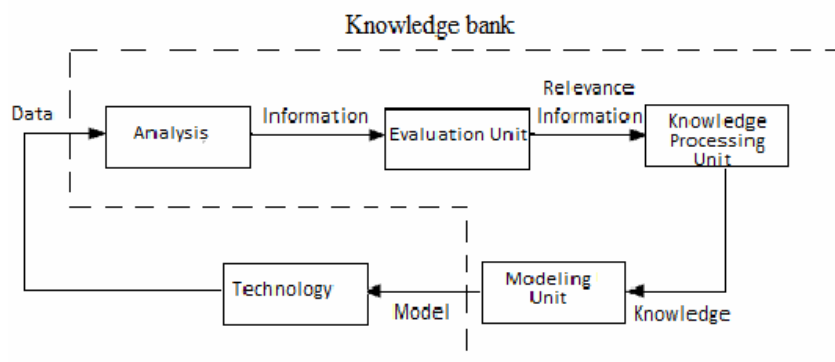 Knowledge bank
Data
Analysis
Information
Evaluation Unit
Relevance
Information
Knowledge
Processing
Unit
Technology
Model
Modeling
Unit
Knowledge